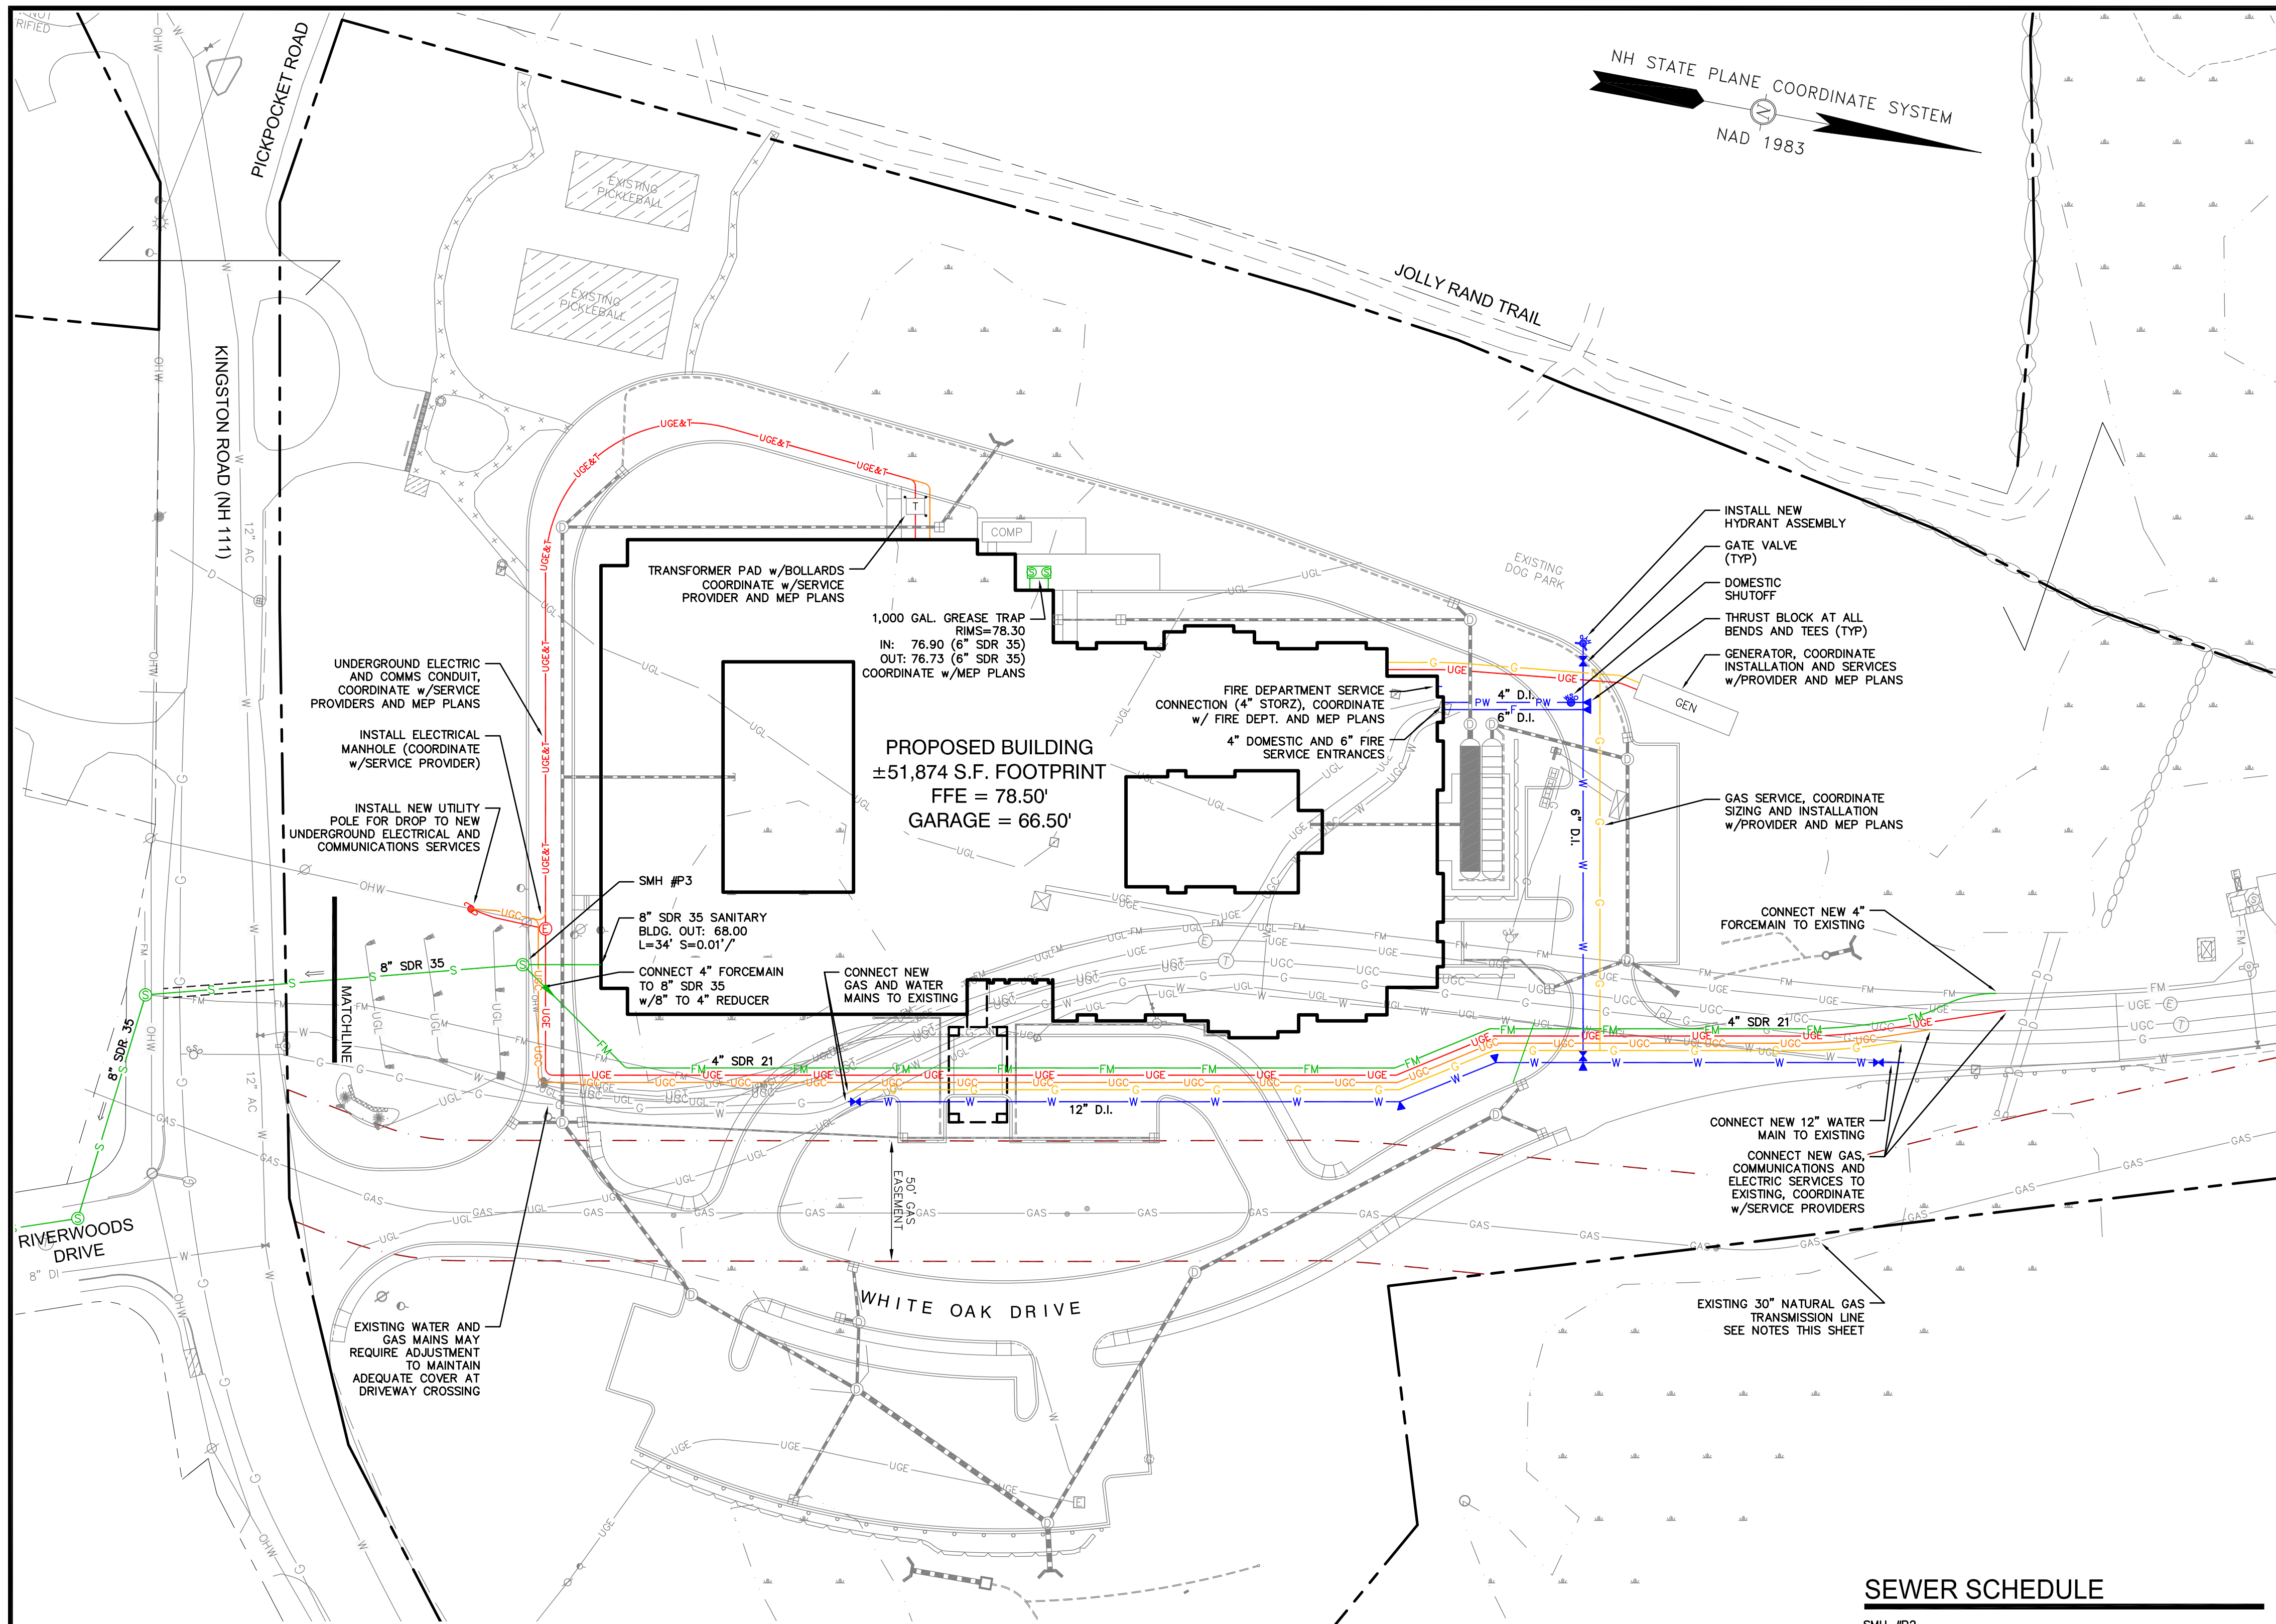 NOT
RIFIED
PICKPOCKET ROAD
KINGSTON ROAD (NH 111)
12" AC
12" AC
NH STATE PLANE COORDINATE SYSTEM
NAD 1983
JOLLY RAND TRAIL
EXISTING
PICKLEBALL
EXISTING
PICKLEBALL
EXISTING
DOG PARK
COMP
T
GEN
INSTALL NEW
HYDRANT ASSEMBLY
GATE VALVE
(TYP)
DOMESTIC
SHUTOFF
THRUST BLOCK AT ALL
BENDS AND TEES (TYP)
GENERATOR, COORDINATE
INSTALLATION AND SERVICES
w/PROVIDER AND MEP PLANS
TRANSFORMER PAD w/BOLLARDS
COORDINATE w/SERVICE
PROVIDER AND MEP PLANS
1,000 GAL. GREASE TRAP
RIMS=78.30
IN: 76.90 (6" SDR 35)
OUT: 76.73 (6" SDR 35)
COORDINATE w/MEP PLANS
UNDERGROUND ELECTRIC
AND COMMS CONDUIT,
COORDINATE w/SERVICE
PROVIDERS AND MEP PLANS
INSTALL ELECTRICAL
MANHOLE (COORDINATE
w/SERVICE PROVIDER)
INSTALL NEW UTILITY
POLE FOR DROP TO NEW
UNDERGROUND ELECTRICAL AND
COMMUNICATIONS SERVICES
FIRE DEPARTMENT SERVICE
CONNECTION (4" STORZ), COORDINATE
w/ FIRE DEPT. AND MEP PLANS
4" DOMESTIC AND 6" FIRE
SERVICE ENTRANCES
4" D.I.
PW PW
F
6" D.I.
6" D.I.
PROPOSED BUILDING
±51,874 S.F. FOOTPRINT
FFE = 78.50'
GARAGE = 66.50'
GAS SERVICE, COORDINATE
SIZING AND INSTALLATION
w/PROVIDER AND MEP PLANS
SMH #P3
8" SDR 35 SANITARY
BLDG. OUT: 68.00
L=34' S=0.01'/'
CONNECT 4" FORCEMAIN
TO 8" SDR 35
w/8" TO 4" REDUCER
CONNECT NEW
GAS AND WATER
MAINS TO EXISTING
CONNECT NEW 4"
FORCEMAIN TO EXISTING
MATCHLINE
8" SDR 35
8" SDR 35
4" SDR 21
4" SDR 21
12" D.I.
CONNECT NEW 12" WATER
MAIN TO EXISTING
CONNECT NEW GAS,
COMMUNICATIONS AND
ELECTRIC SERVICES TO
EXISTING, COORDINATE
w/SERVICE PROVIDERS
50' GAS
EASEMENT
RIVERWOODS
DRIVE
8" DI
WHITE OAK DRIVE
EXISTING WATER AND
GAS MAINS MAY
REQUIRE ADJUSTMENT
TO MAINTAIN
ADEQUATE COVER AT
DRIVEWAY CROSSING
EXISTING 30" NATURAL GAS
TRANSMISSION LINE
SEE NOTES THIS SHEET
SEWER SCHEDULE